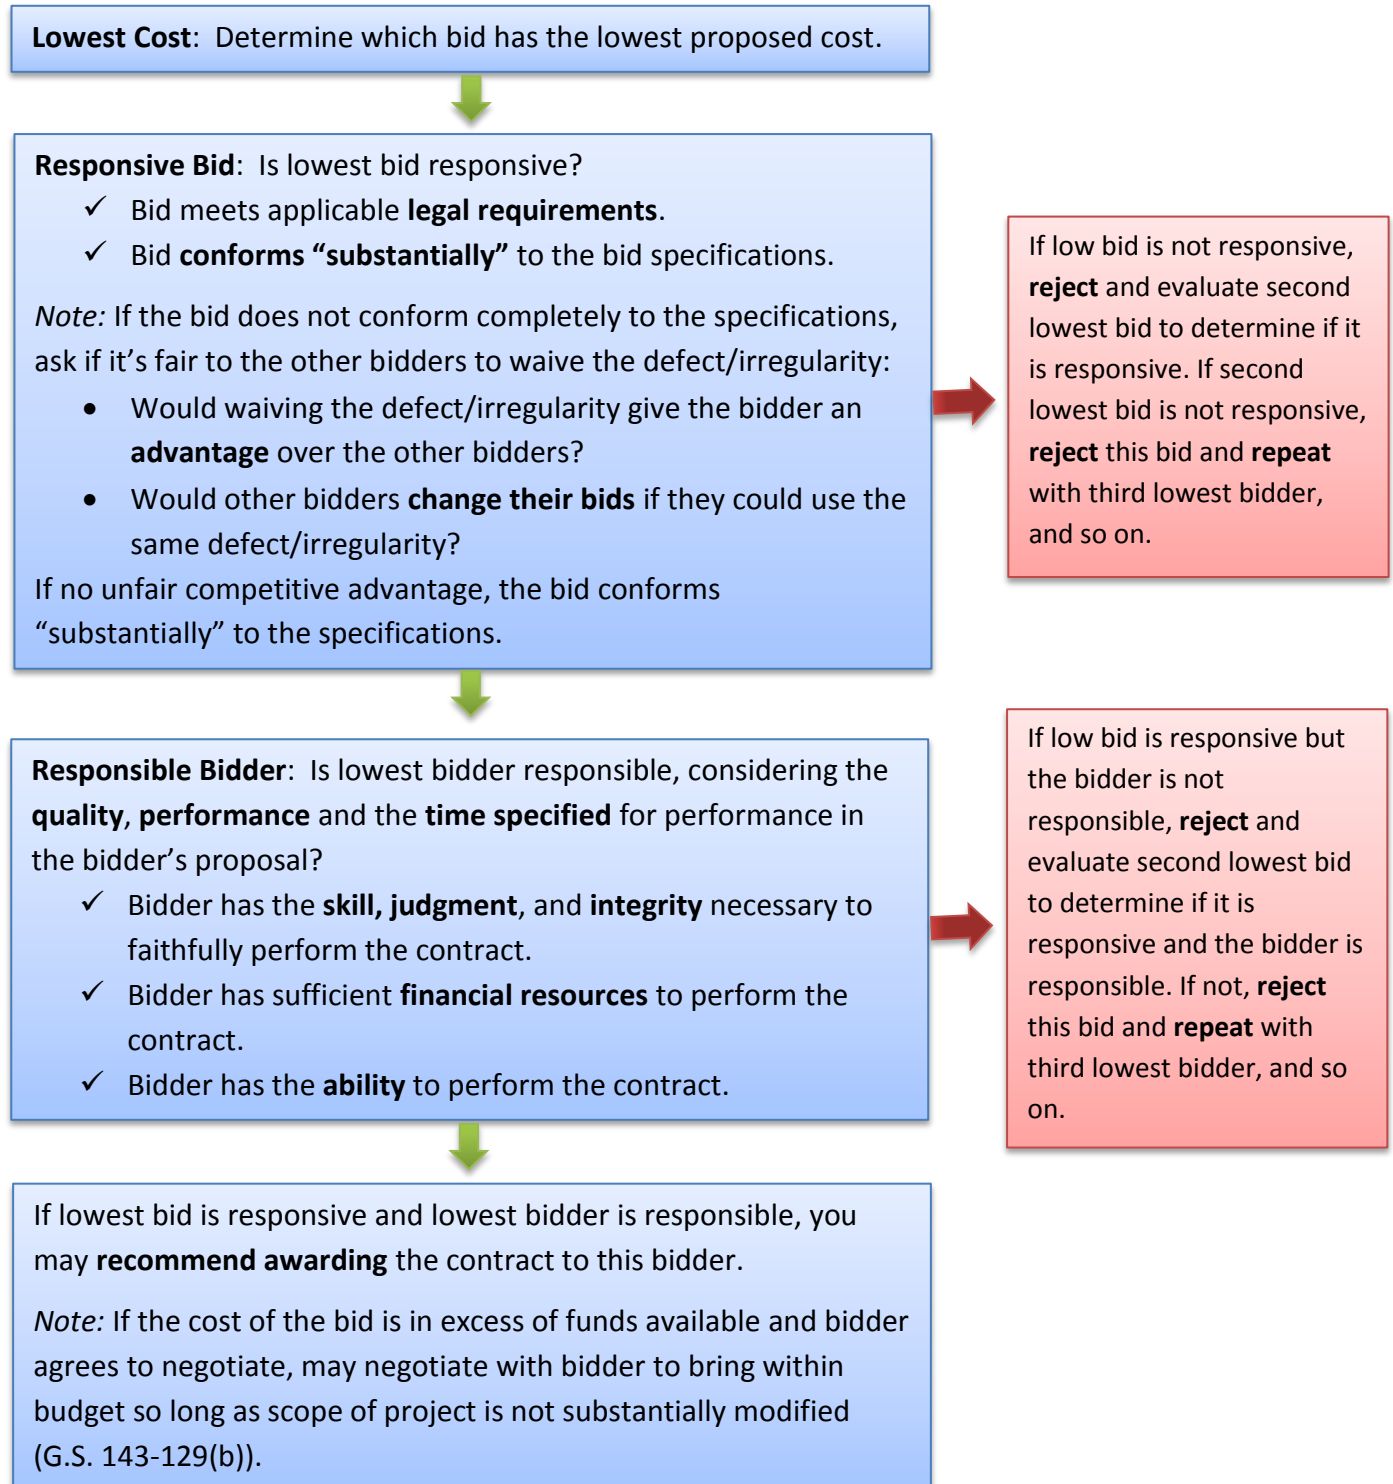 Lowest Cost:  Determine which bid has the lowest proposed cost.
Responsive Bid:  Is lowest bid responsive?
✓ Bid meets applicable legal requirements.
✓ Bid conforms “substantially” to the bid specifications.
Note: If the bid does not conform completely to the specifications,
ask if it’s fair to the other bidders to waive the defect/irregularity:
• Would waiving the defect/irregularity give the bidder an
advantage over the other bidders?
• Would other bidders change their bids if they could use the
same defect/irregularity?
If no unfair competitive advantage, the bid conforms
“substantially” to the specifications.
If low bid is not responsive,
reject and evaluate second
lowest bid to determine if it
is responsive. If second
lowest bid is not responsive,
reject this bid and repeat
with third lowest bidder,
and so on.
Responsible Bidder:  Is lowest bidder responsible, considering the
quality, performance and the time specified for performance in
the bidder’s proposal?
✓ Bidder has the skill, judgment, and integrity necessary to
faithfully perform the contract.
✓ Bidder has sufficient financial resources to perform the
contract.
✓ Bidder has the ability to perform the contract.
If low bid is responsive but
the bidder is not
responsible, reject and
evaluate second lowest bid
to determine if it is
responsive and the bidder is
responsible. If not, reject
this bid and repeat with
third lowest bidder, and so
on.
If lowest bid is responsive and lowest bidder is responsible, you
may recommend awarding the contract to this bidder.
Note: If the cost of the bid is in excess of funds available and bidder
agrees to negotiate, may negotiate with bidder to bring within
budget so long as scope of project is not substantially modified
(G.S. 143-129(b)).